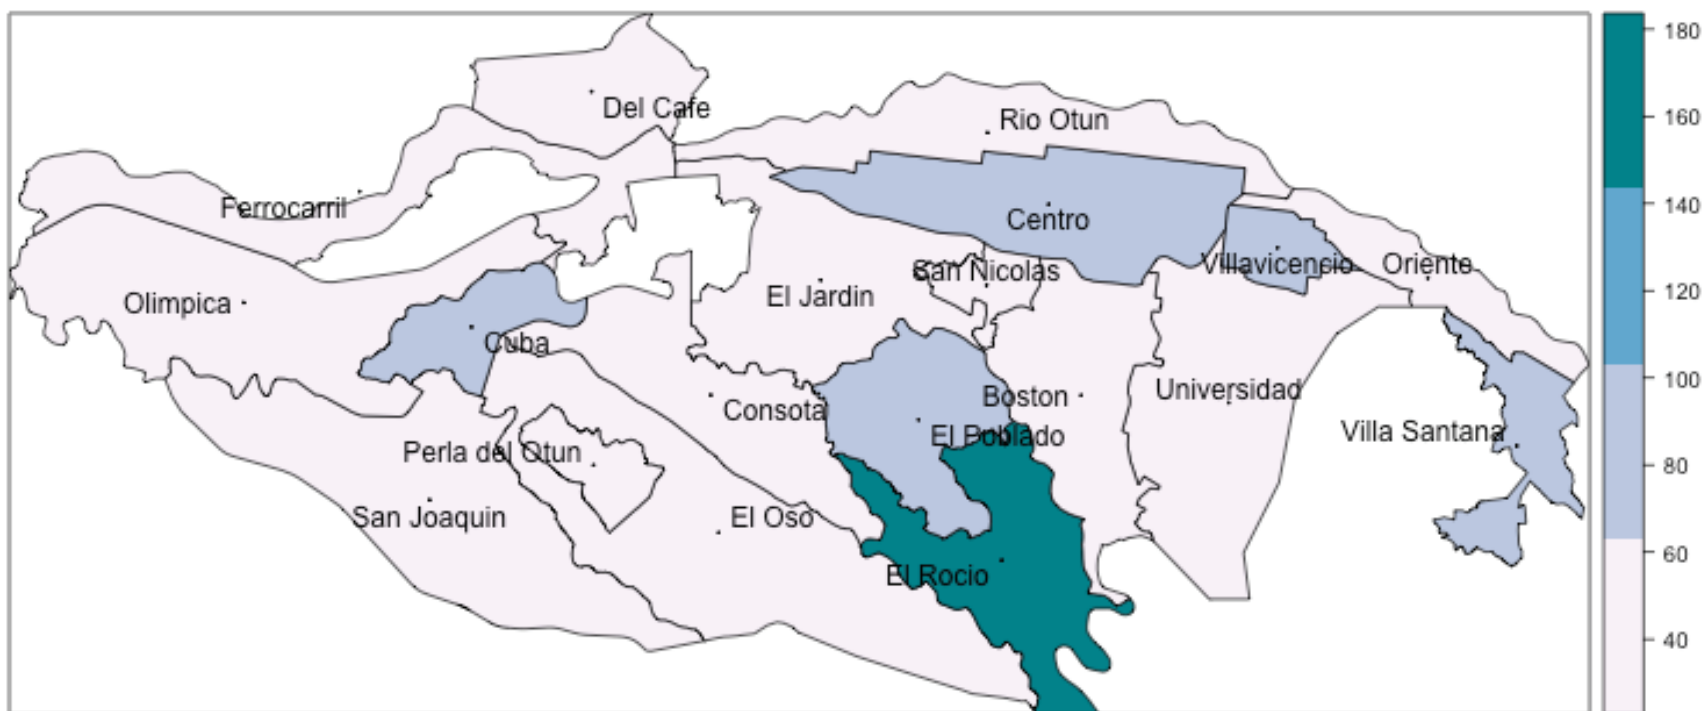 Del Cafe
Rio Otun
Ferrocarril
Centro
San Nicolas
Villavicencio
Oriente
Olimpica
El Jardin
Cuba
Consota
Boston
Universidad
El Poblado
Villa Santana
Perla del Otun
San Joaquin
El Oso
El Rocio
180
160
140
120
100
80
60
40